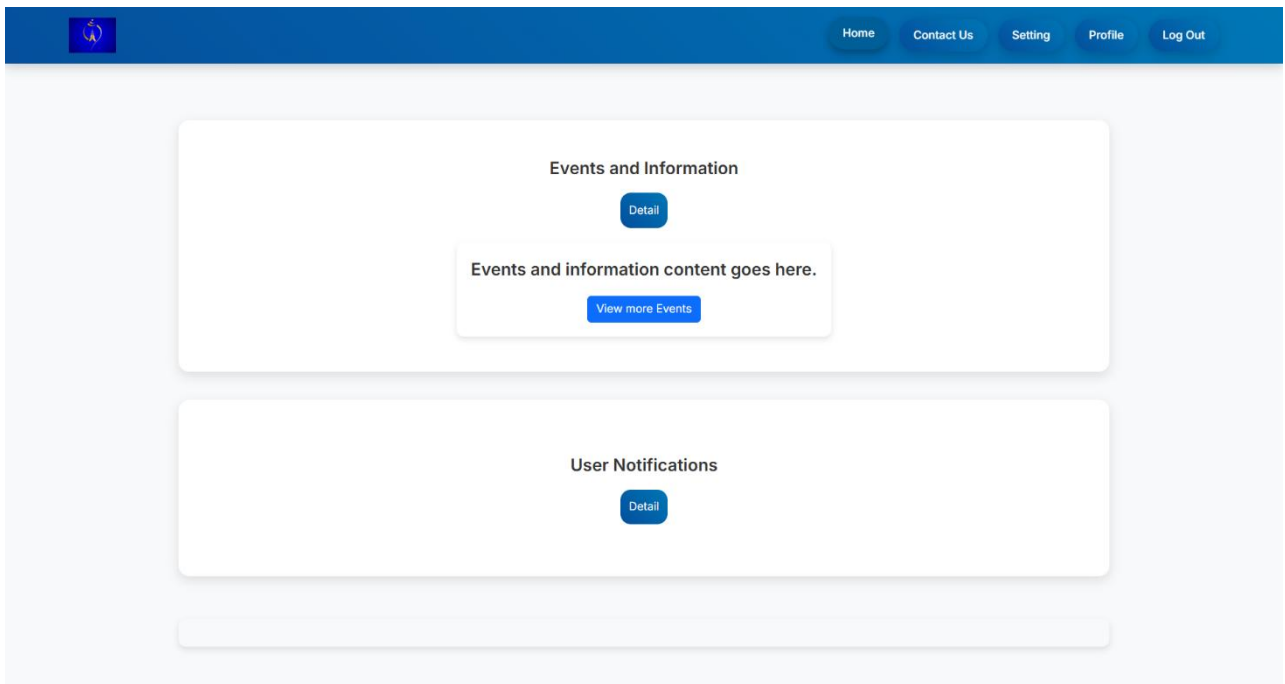 Home
Contact Us
Setting
Profile
Log Out
Events and Information
Detail
Events and information content goes here.
View more Events
User Notifications
Detail